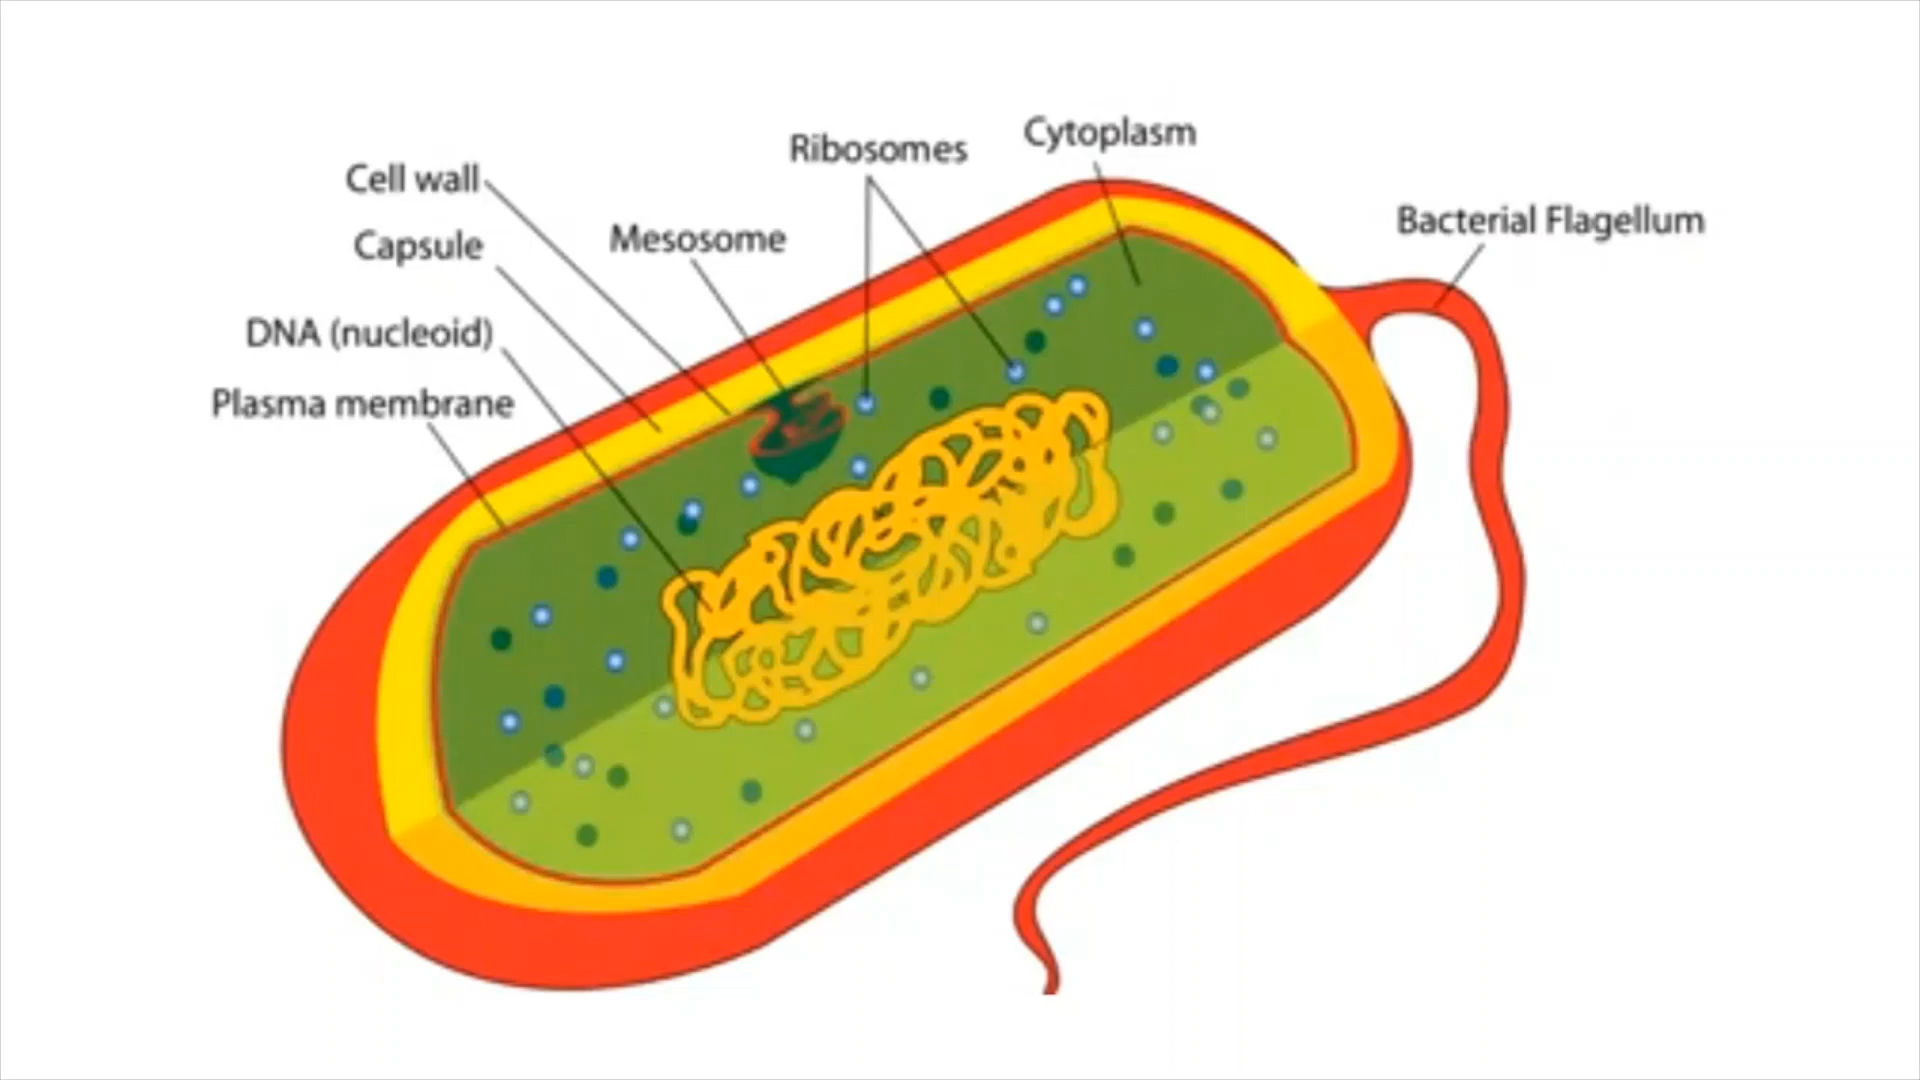 Cytoplasm
Ribosomes
Cell wall
Bacterial Flagellum
Mesosome
Capsule
DNA (nucleoid)
Plasma membrane